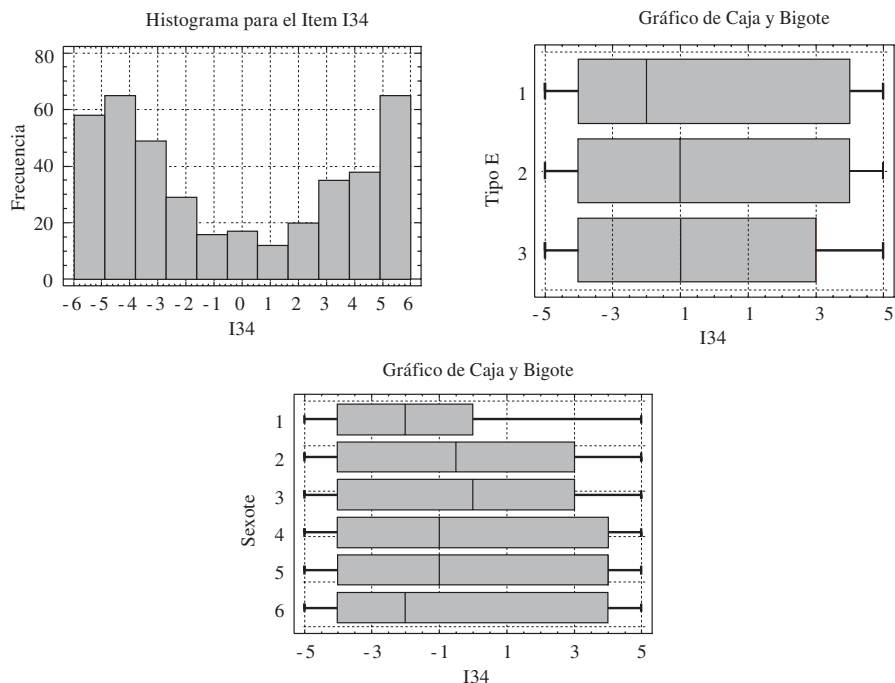 Histograma para el Item I34
Frecuencia
80
60
40
20
0
-6 -5 -4 -3 -2 -1 0 1 2 3 4 5 6
I34
Gráfico de Caja y Bigote
Tipo E
1
2
3
-5 -3 1 1 3 5
I34
Gráfico de Caja y Bigote
Sexote
1
2
3
4
5
6
-5 -3 -1 1 3 5
I34